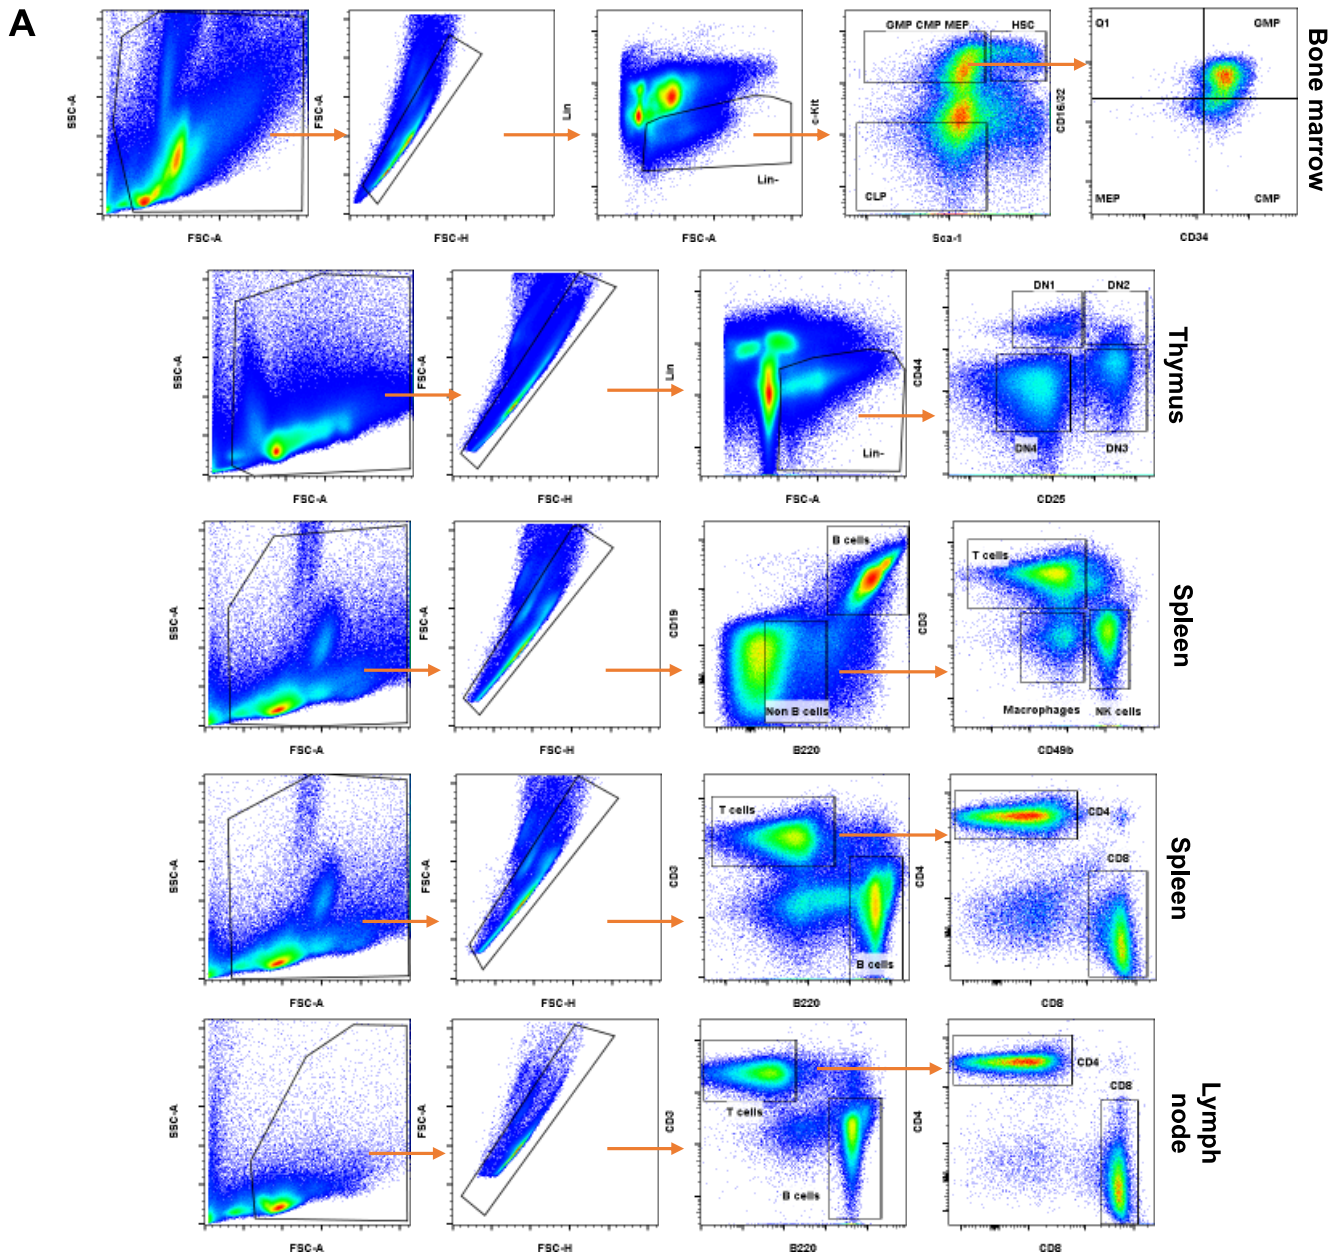 A
SSC-A
FSC-A
FSC-A
FSC-H
Lin
Lin-
FSC-A
c-Kit
GMP CMP MEP
HSC
CLP
Sca-1
CD16/32
Q1
GMP
MEP
CMP
CD34
Bone marrow
SSC-A
FSC-A
FSC-A
FSC-H
Lin
Lin-
FSC-A
CD44
DN1
DN2
DN4
DN3
CD25
Thymus
SSC-A
FSC-A
FSC-A
FSC-H
CD19
B cells
Non B cells
B220
CD3
T cells
Macrophages
NK cells
CD49b
Spleen
SSC-A
FSC-A
FSC-A
FSC-H
CD3
T cells
B cells
B220
CD4
CD4
CD8
CD8
Spleen
SSC-A
FSC-A
FSC-A
FSC-H
CD3
T cells
B cells
B220
CD4
CD4
CD8
CD8
Lymph
node